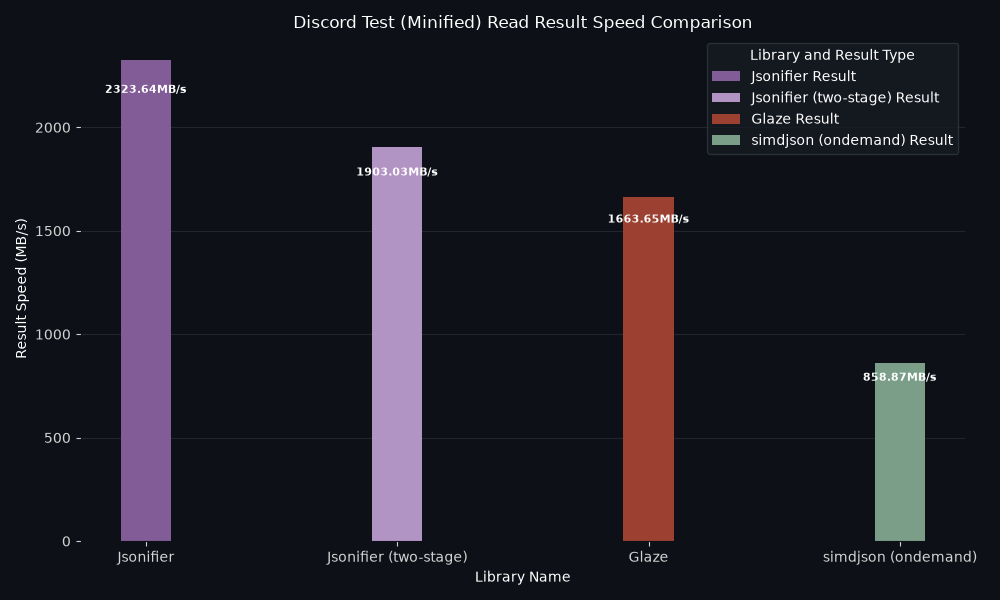 Discord Test (Minified) Read Result Speed Comparison
Library and Result Type
Jsonifier Result
Jsonifier (two-stage) Result
Glaze Result
simdjson (ondemand) Result
Result Speed (MB/s)
2000
1500
1000
500
0
2323.64MB/s
1903.03MB/s
1663.65MB/s
858.87MB/s
Jsonifier
Jsonifier (two-stage)
Glaze
simdjson (ondemand)
Library Name